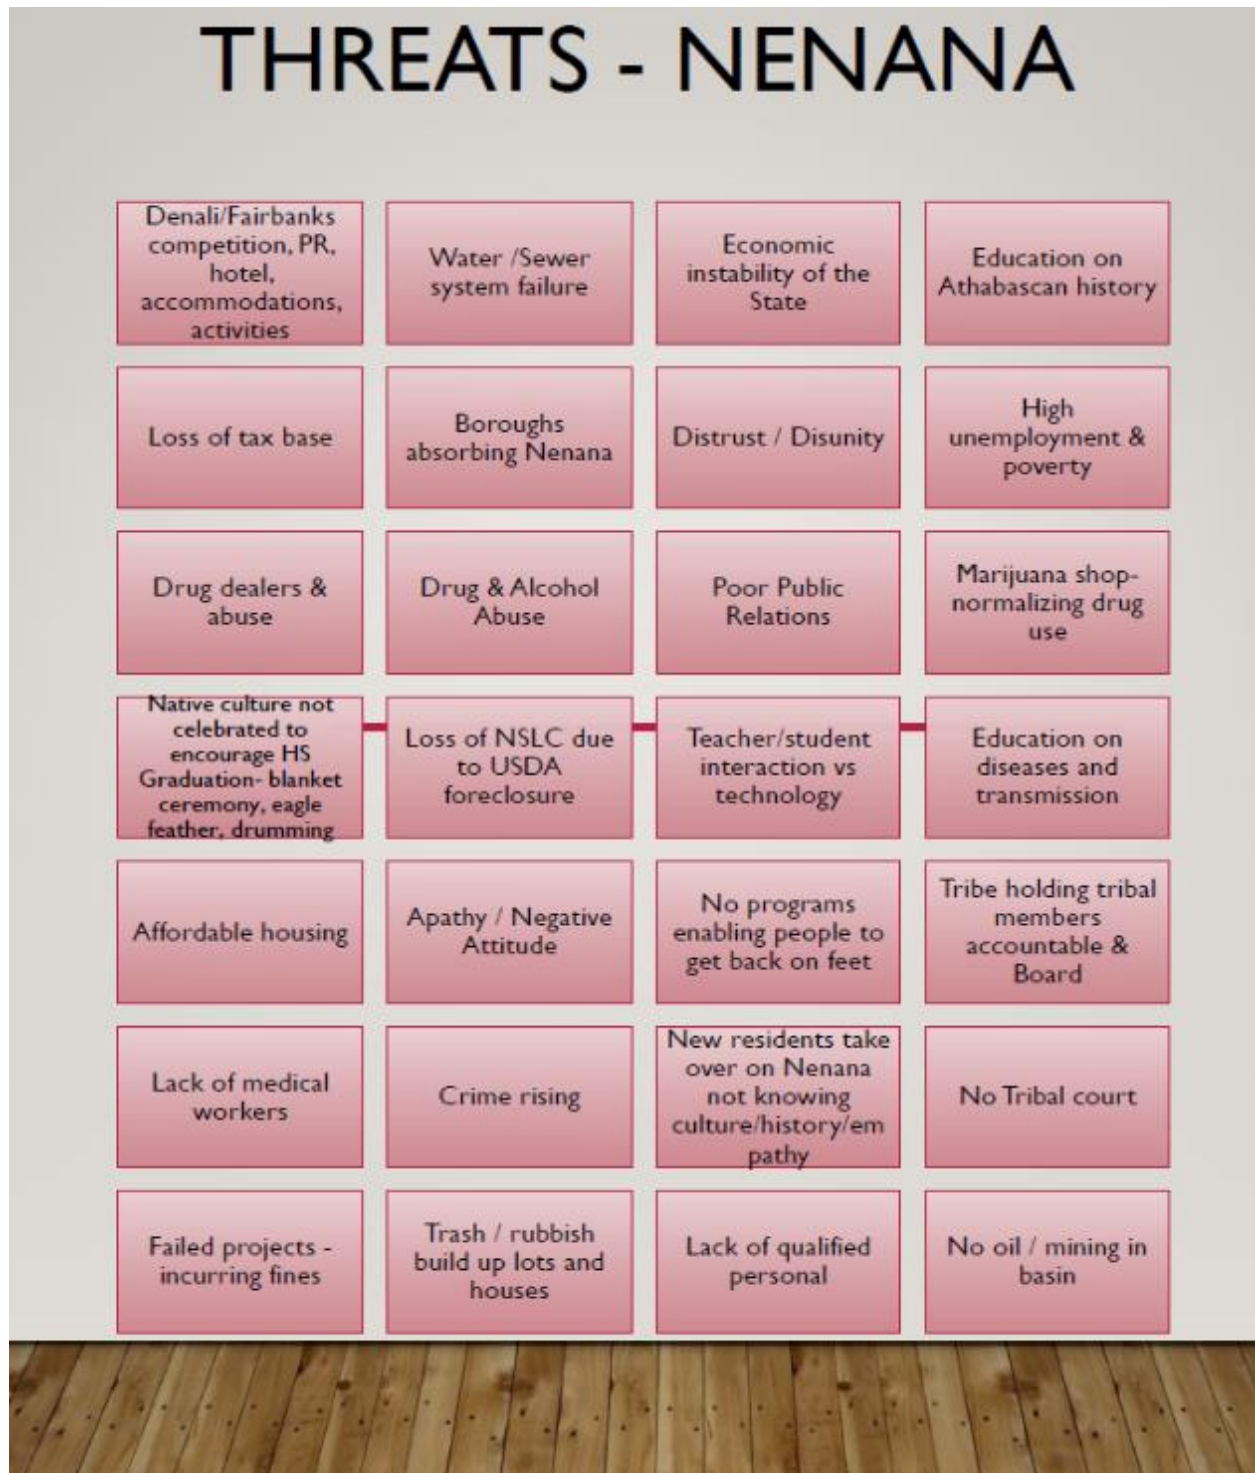 THREATS - NENANA
Denali/Fairbanks
competition, PR,
hotel,
accommodations,
activities
Water /Sewer
system failure
Economic
instability of the
State
Education on
Athabascan history
Loss of tax base
Boroughs
absorbing Nenana
Distrust / Disunity
High
unemployment &
poverty
Drug dealers &
abuse
Drug & Alcohol
Abuse
Poor Public
Relations
Marijuana shop-
normalizing drug
use
Native culture not
celebrated to
encourage HS
Graduation- blanket
ceremony, eagle
feather, drumming
Loss of NSLC due
to USDA
foreclosure
Teacher/student
interaction vs
technology
Education on
diseases and
transmission
Affordable housing
Apathy / Negative
Attitude
No programs
enabling people to
get back on feet
Tribe holding tribal
members
accountable &
Board
Lack of medical
workers
Crime rising
New residents take
over on Nenana
not knowing
culture/history/em
pathy
No Tribal court
Failed projects -
incurring fines
Trash / rubbish
build up lots and
houses
Lack of qualified
personal
No oil / mining in
basin